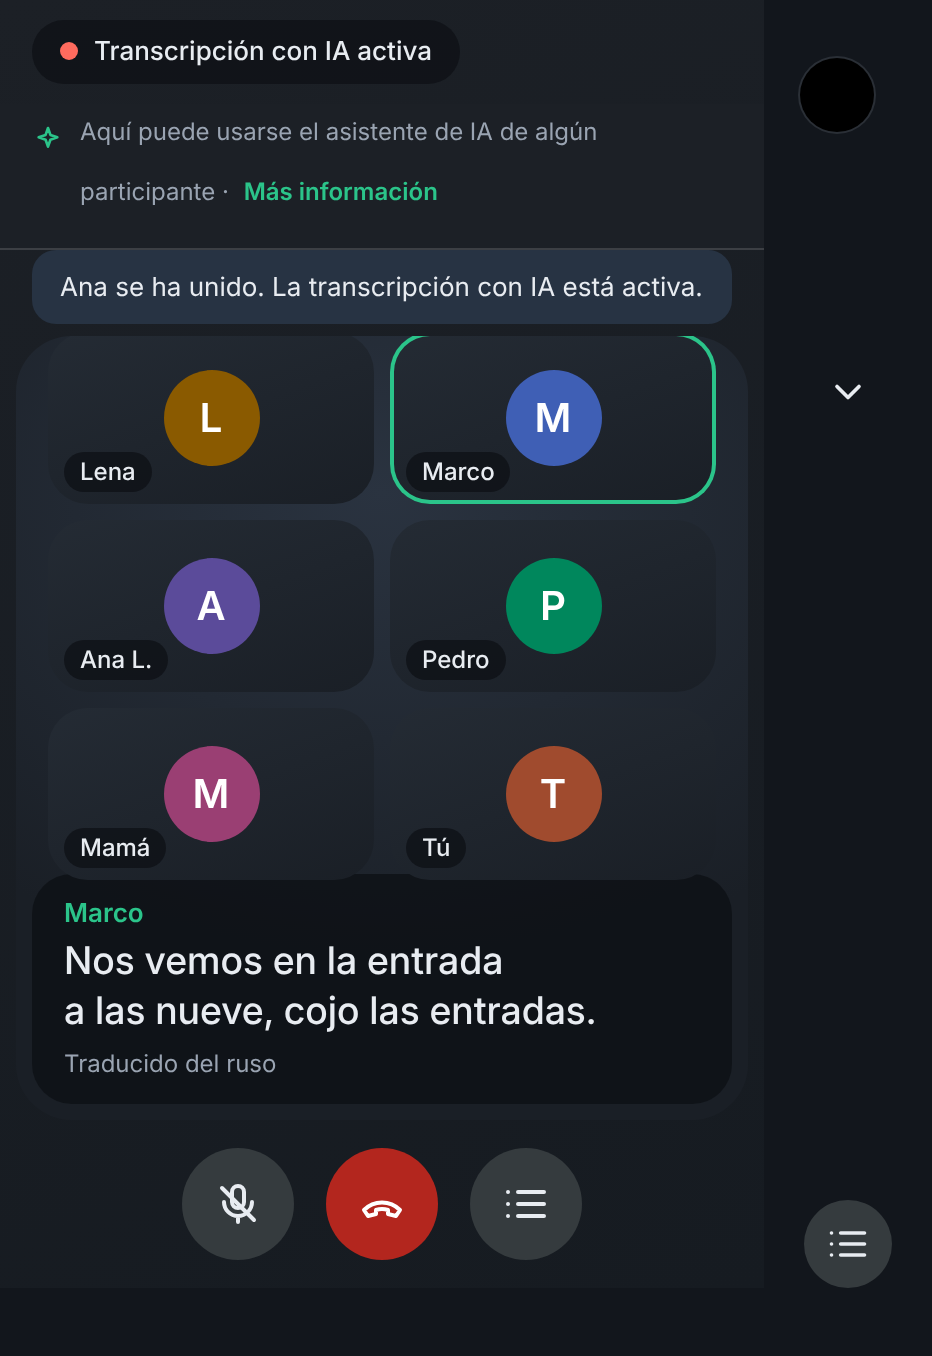 Transcripción con IA activa
Aquí puede usarse el asistente de IA de algún
participante · Más información
Ana se ha unido. La transcripción con IA está activa.
L
Lena
M
Marco
A
Ana L.
P
Pedro
M
Mamá
T
Tú
Marco
Nos vemos en la entrada
a las nueve, cojo las entradas.
Traducido del ruso